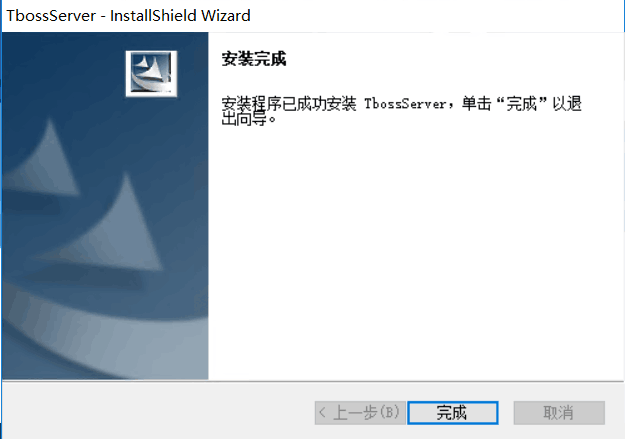 TbossServer - InstallShield Wizard
安装完成
安装程序已成功安装 TbossServer，单击“完成”以退
出向导。
< 上一步(B) 完成 取消